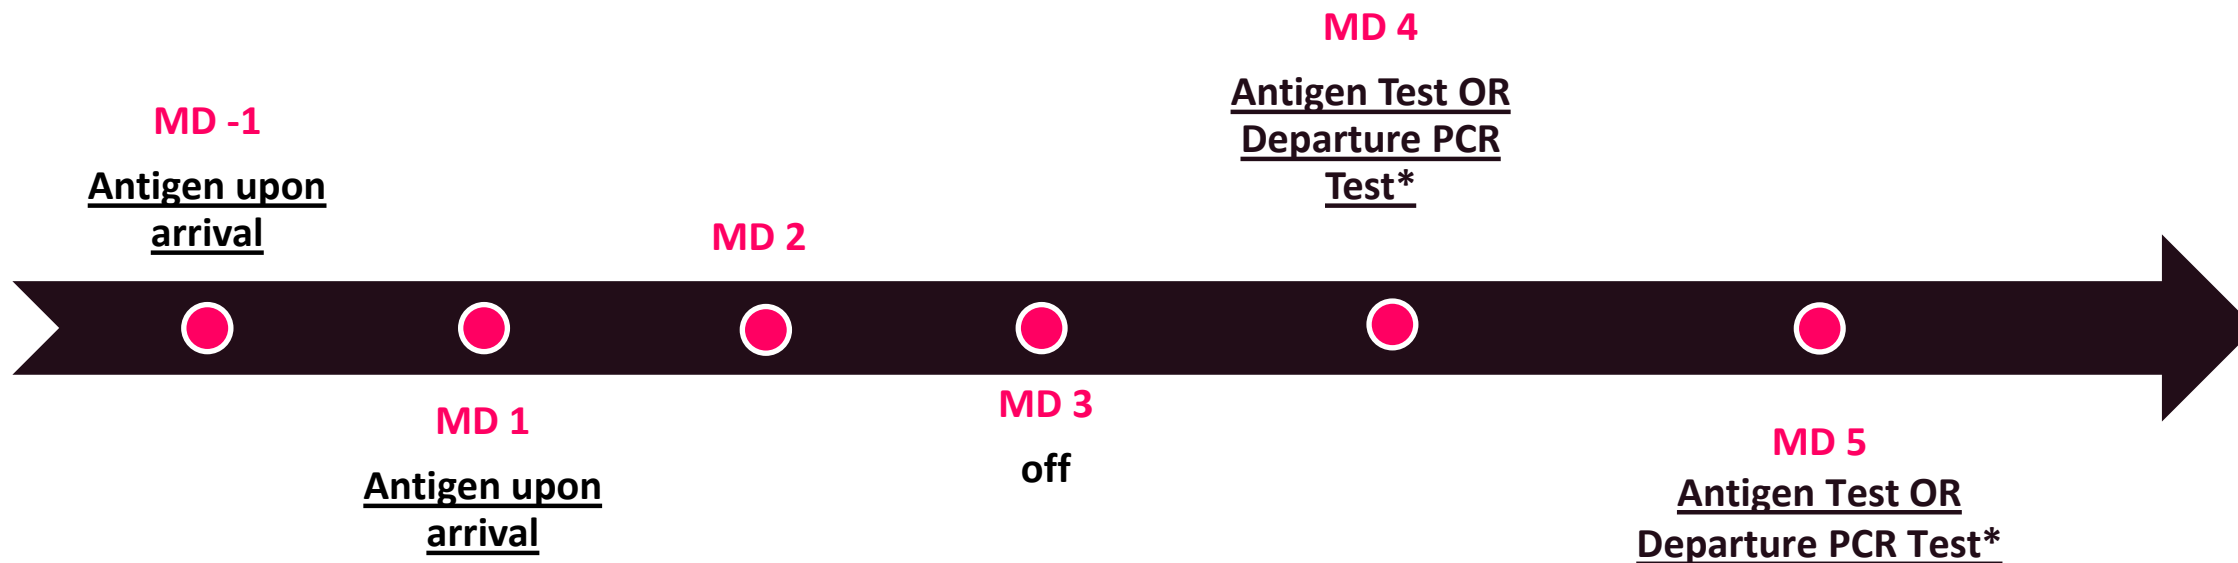 MD -1
Antigen upon
arrival
MD 1
Antigen upon
arrival
MD 2
MD 3
off
MD 4
Antigen Test OR
Departure PCR
Test*
MD 5
Antigen Test OR
Departure PCR Test*